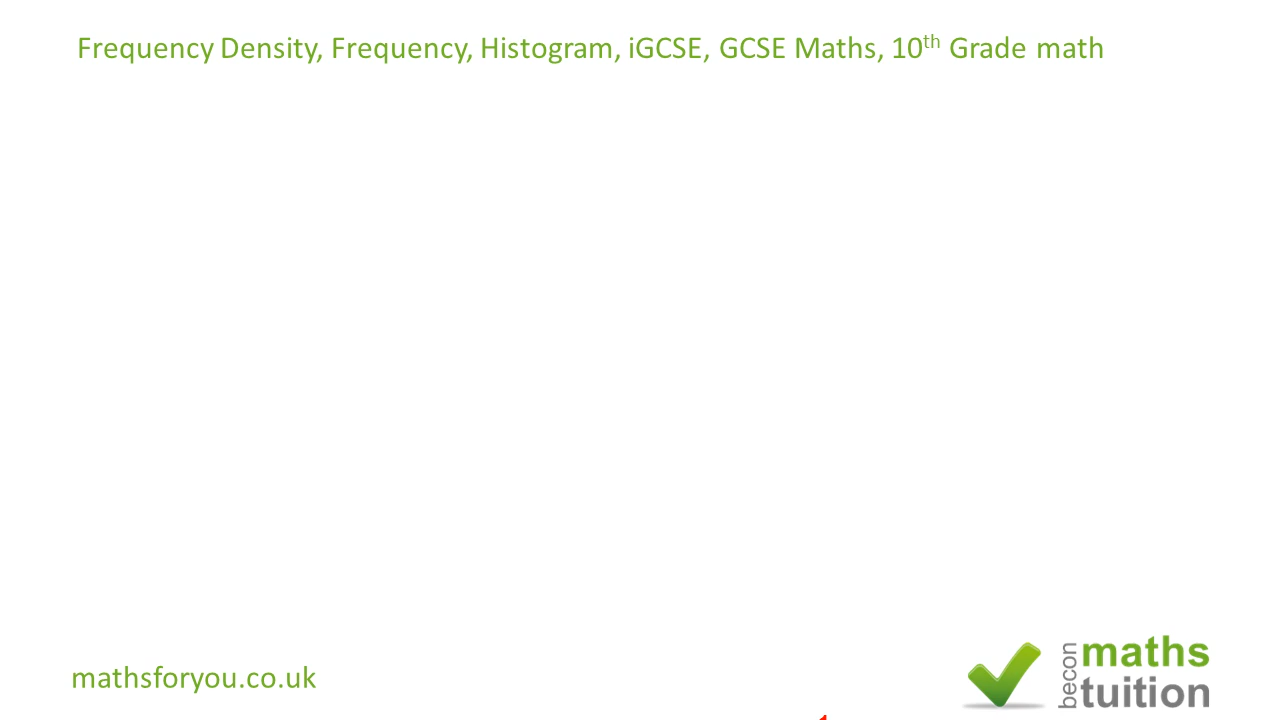 Frequency Density, Frequency, Histogram, iGCSE, GCSE Maths, 10th Grade math
mathsforyou.co.uk
becon
maths
tuition